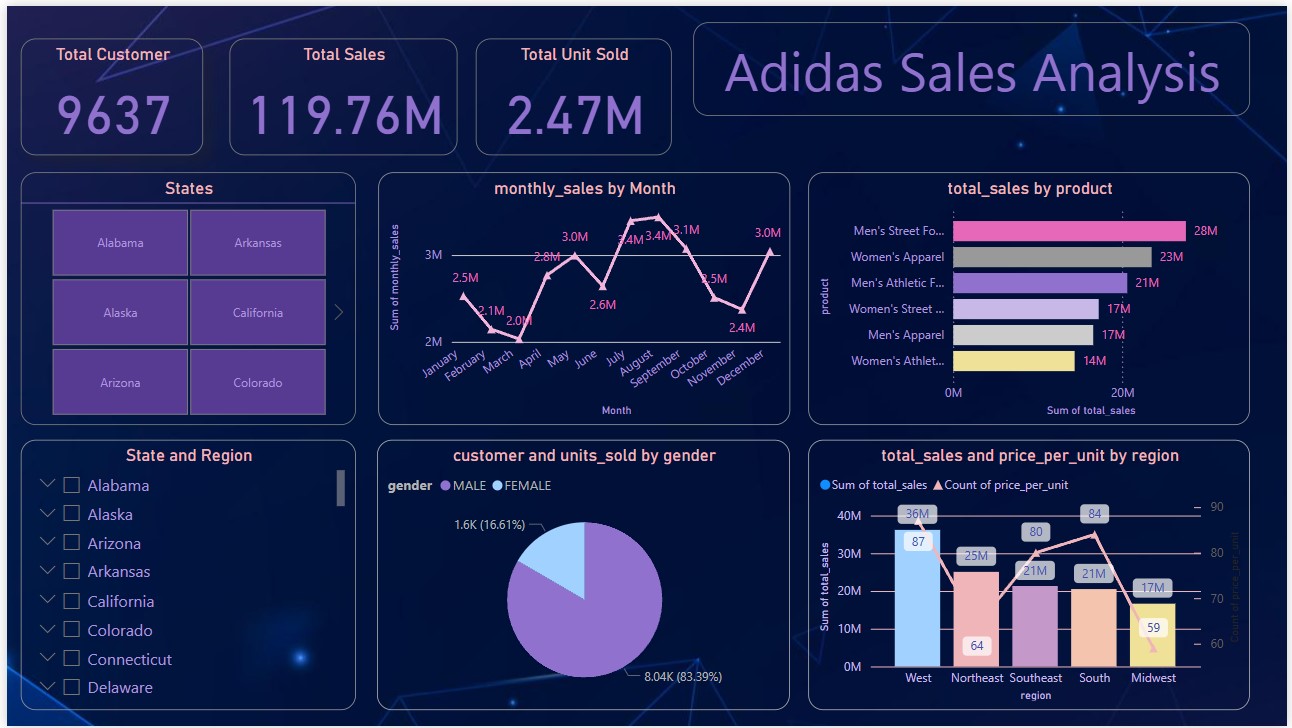 Total Customer
9637
Total Sales
119.76M
Total Unit Sold
2.47M
Adidas Sales Analysis
States
Alabama
Arkansas
Alaska
California
Arizona
Colorado
monthly_sales by Month
Sum of monthly_sales
3M
2M
2.5M
2.1M
2.0M
2.8M
3.0M
2.6M
3.4M
3.4M
3.1M
2.5M
2.4M
3.0M
January
February
March
April
May
June
July
August
September
October
November
December
Month
total_sales by product
product
Men's Street Fo... 28M
Women's Apparel 23M
Men's Athletic F... 21M
Women's Street ... 17M
Men's Apparel 17M
Women's Athlet... 14M
0M 20M
Sum of total_sales
State and Region
Alabama
Alaska
Arizona
Arkansas
California
Colorado
Connecticut
Delaware
customer and units_sold by gender
gender MALE FEMALE
1.6K (16.61%)
8.04K (83.39%)
total_sales and price_per_unit by region
Sum of total_sales Count of price_per_unit
Sum of total_sales
40M
30M
20M
10M
0M
36M
87
25M
64
80
21M
84
21M
17M
59
90
80
70
60
Count of price_per_unit
West Northeast Southeast South Midwest
region